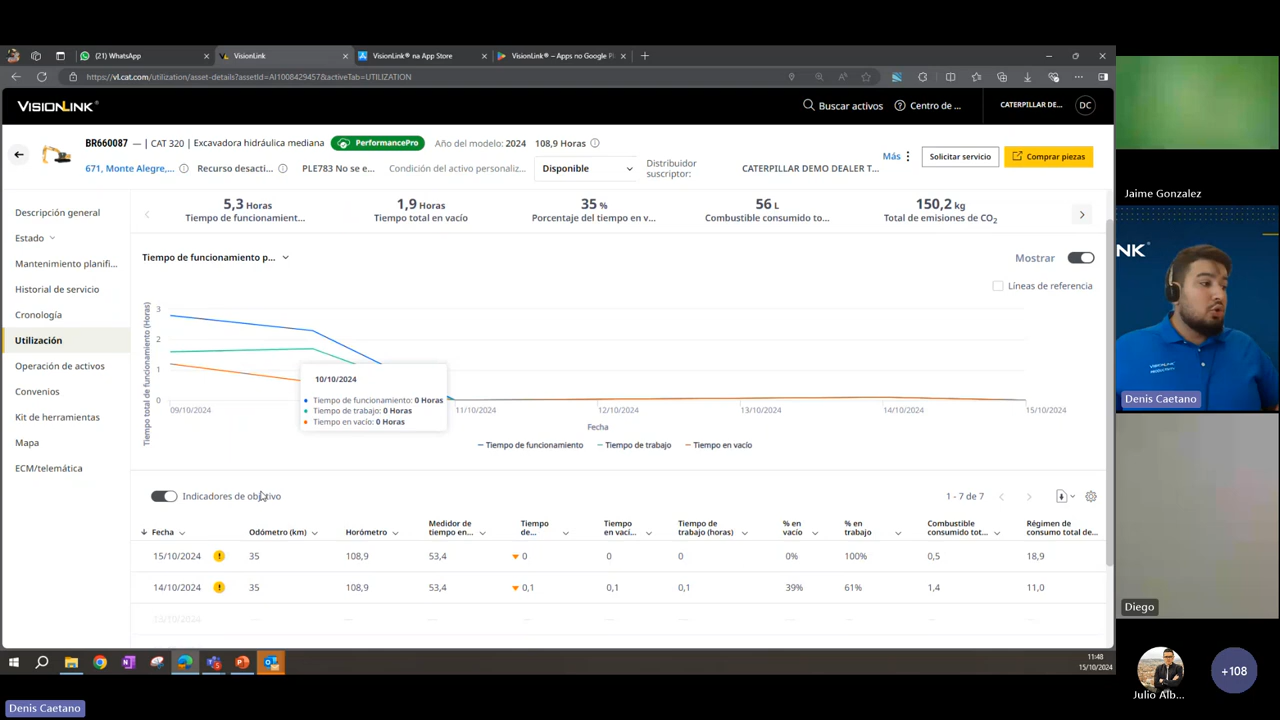 (21) WhatsApp
VisionLink
VisionLink® na App Store
VisionLink® – Apps no Google Pl
https://vl.cat.com/utilization/asset-details?assetId=AI1008429457&activeTab=UTILIZATION
VISIONLINK®
Buscar activos
Centro de ...
CATERPILLAR DE...
DC
BR660087 — | CAT 320 | Excavadora hidráulica mediana
PerformancePro
Año del modelo: 2024
108,9 Horas
671, Monte Alegre,...
Recurso desacti...
PLE783 No se e...
Condición del activo personaliz...
Disponible
Distribuidor
suscriptor:
CATERPILLAR DEMO DEALER T...
Más
Solicitar servicio
Comprar piezas
Descripción general
Estado
Mantenimiento planifi...
Historial de servicio
Cronología
Utilización
Operación de activos
Convenios
Kit de herramientas
Mapa
ECM/telemática
5,3 Horas
Tiempo de funcionamient...
1,9 Horas
Tiempo total en vacío
35 %
Porcentaje del tiempo en v...
56 L
Combustible consumido to...
150,2 kg
Total de emisiones de CO2
Tiempo de funcionamiento p...
Mostrar
Líneas de referencia
Tiempo total de funcionamiento (Horas)
3
2
1
10/10/2024
Tiempo de funcionamiento: 0 Horas
Tiempo de trabajo: 0 Horas
Tiempo en vacío: 0 Horas
09/10/2024
11/10/2024
12/10/2024
13/10/2024
14/10/2024
15/10/2024
Fecha
Tiempo de funcionamiento
Tiempo de trabajo
Tiempo en vacío
Indicadores de objetivo
1 - 7 de 7
Fecha
Odómetro (km)
Horómetro
Medidor de
tiempo en...
Tiempo
de...
Tiempo
en vací...
Tiempo de
trabajo (horas)
% en
vacío
% en
trabajo
Combustible
consumido tot...
Régimen de
consumo total de...
15/10/2024 35 108,9 53,4 0 0 0 0% 100% 0,5 18,9
14/10/2024 35 108,9 53,4 0,1 0,1 0,1 39% 61% 1,4 11,0
13/10/2024
11:48
15/10/2024
Jaime Gonzalez
NK
VISIONLINK
Denis Caetano
Diego
Julio Alb...
+108
Denis Caetano